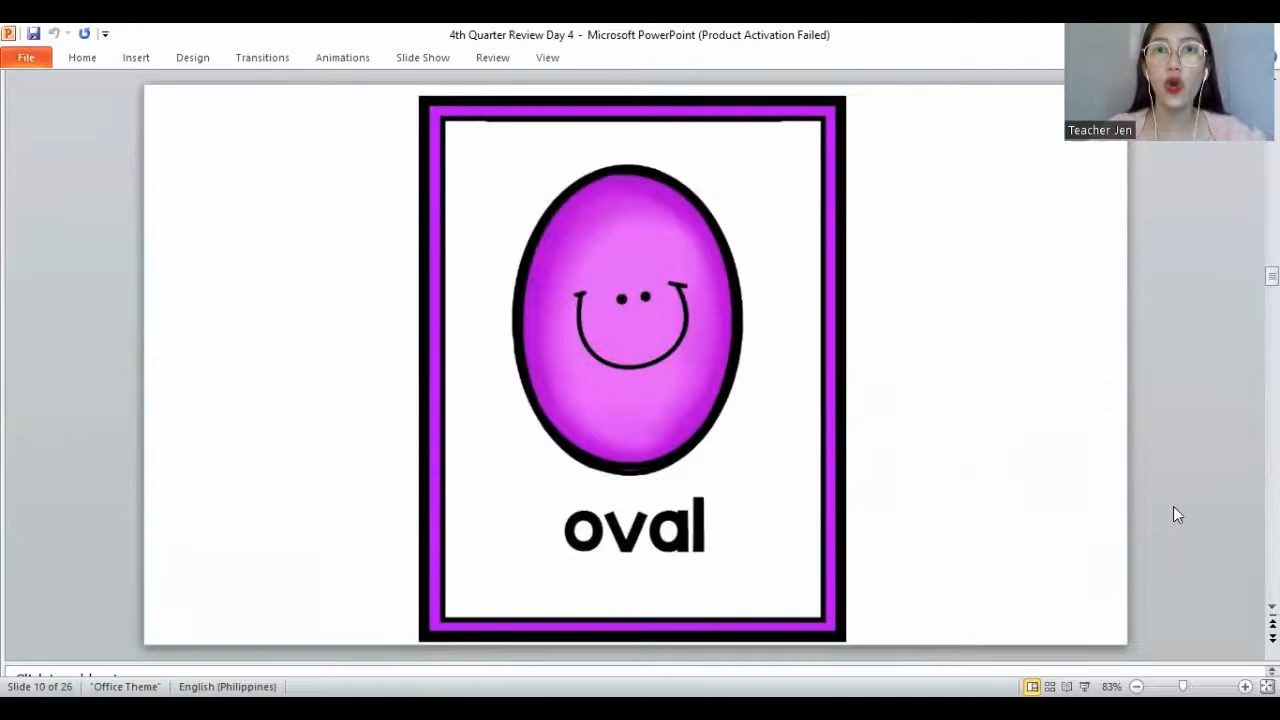 4th Quarter Review Day 4 - Microsoft PowerPoint (Product Activation Failed)
File Home Insert Design Transitions Animations Slide Show Review View
Teacher Jen
oval
Slide 10 of 26 "Office Theme" English (Philippines) 83%